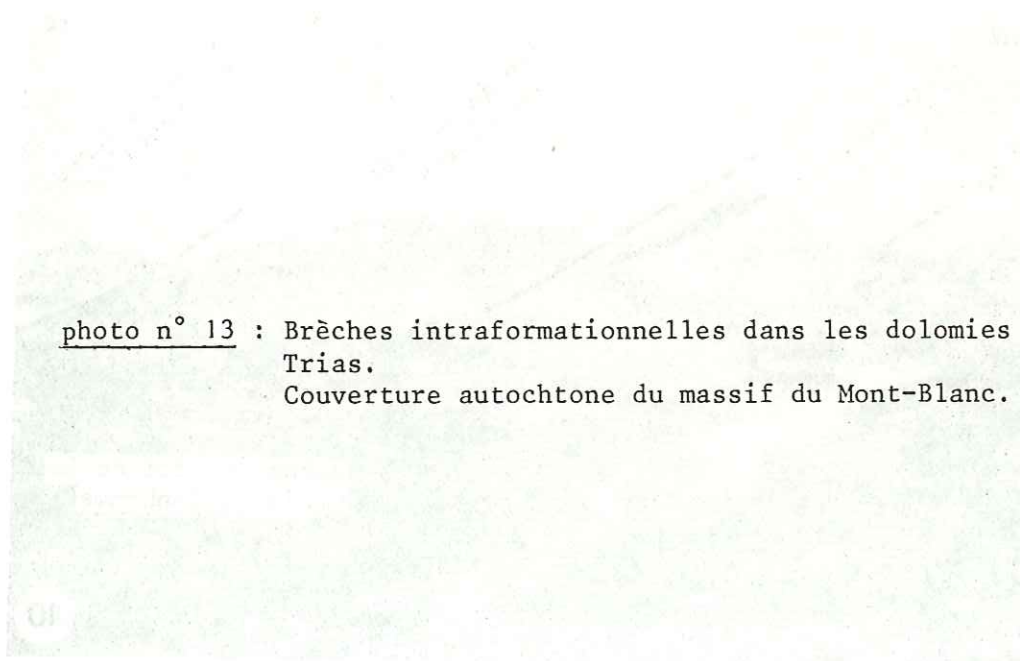 photo n° 13 : Brèches intraformationnelles dans les dolomies
Trias.
Couverture autochtone du massif du Mont-Blanc.